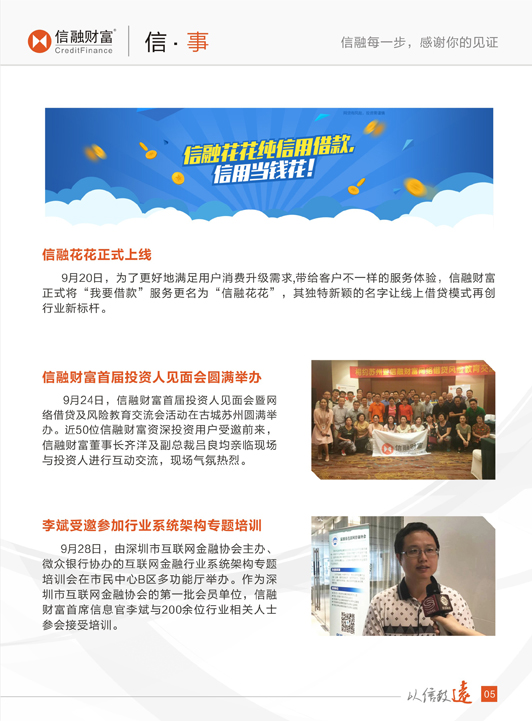 信融财富
CreditFinance
信·事
信融每一步，感谢你的见证
信融花花纯信用借款,
信用当钱花!
信融花花正式上线
9月20日，为了更好地满足用户消费升级需求,带给客户不一样的服务体验，信融财富
正式将“我要借款”服务更名为“信融花花”，其独特新颖的名字让线上借贷模式再创
行业新标杆。
信融财富首届投资人见面会圆满举办
9月24日，信融财富首届投资人见面会暨网
络借贷及风险教育交流会活动在古城苏州圆满举
办。近50位信融财富资深投资用户受邀前来，
信融财富董事长齐洋及副总裁吕良均亲临现场
与投资人进行互动交流，现场气氛热烈。
信融财富
李斌受邀参加行业系统架构专题培训
9月28日，由深圳市互联网金融协会主办、
微众银行协办的互联网金融行业系统架构专题
培训会在市民中心B区多功能厅举办。作为深
圳市互联网金融协会的第一批会员单位，信融
财富首席信息官李斌与200余位行业相关人士
参会接受培训。
以信致远
05